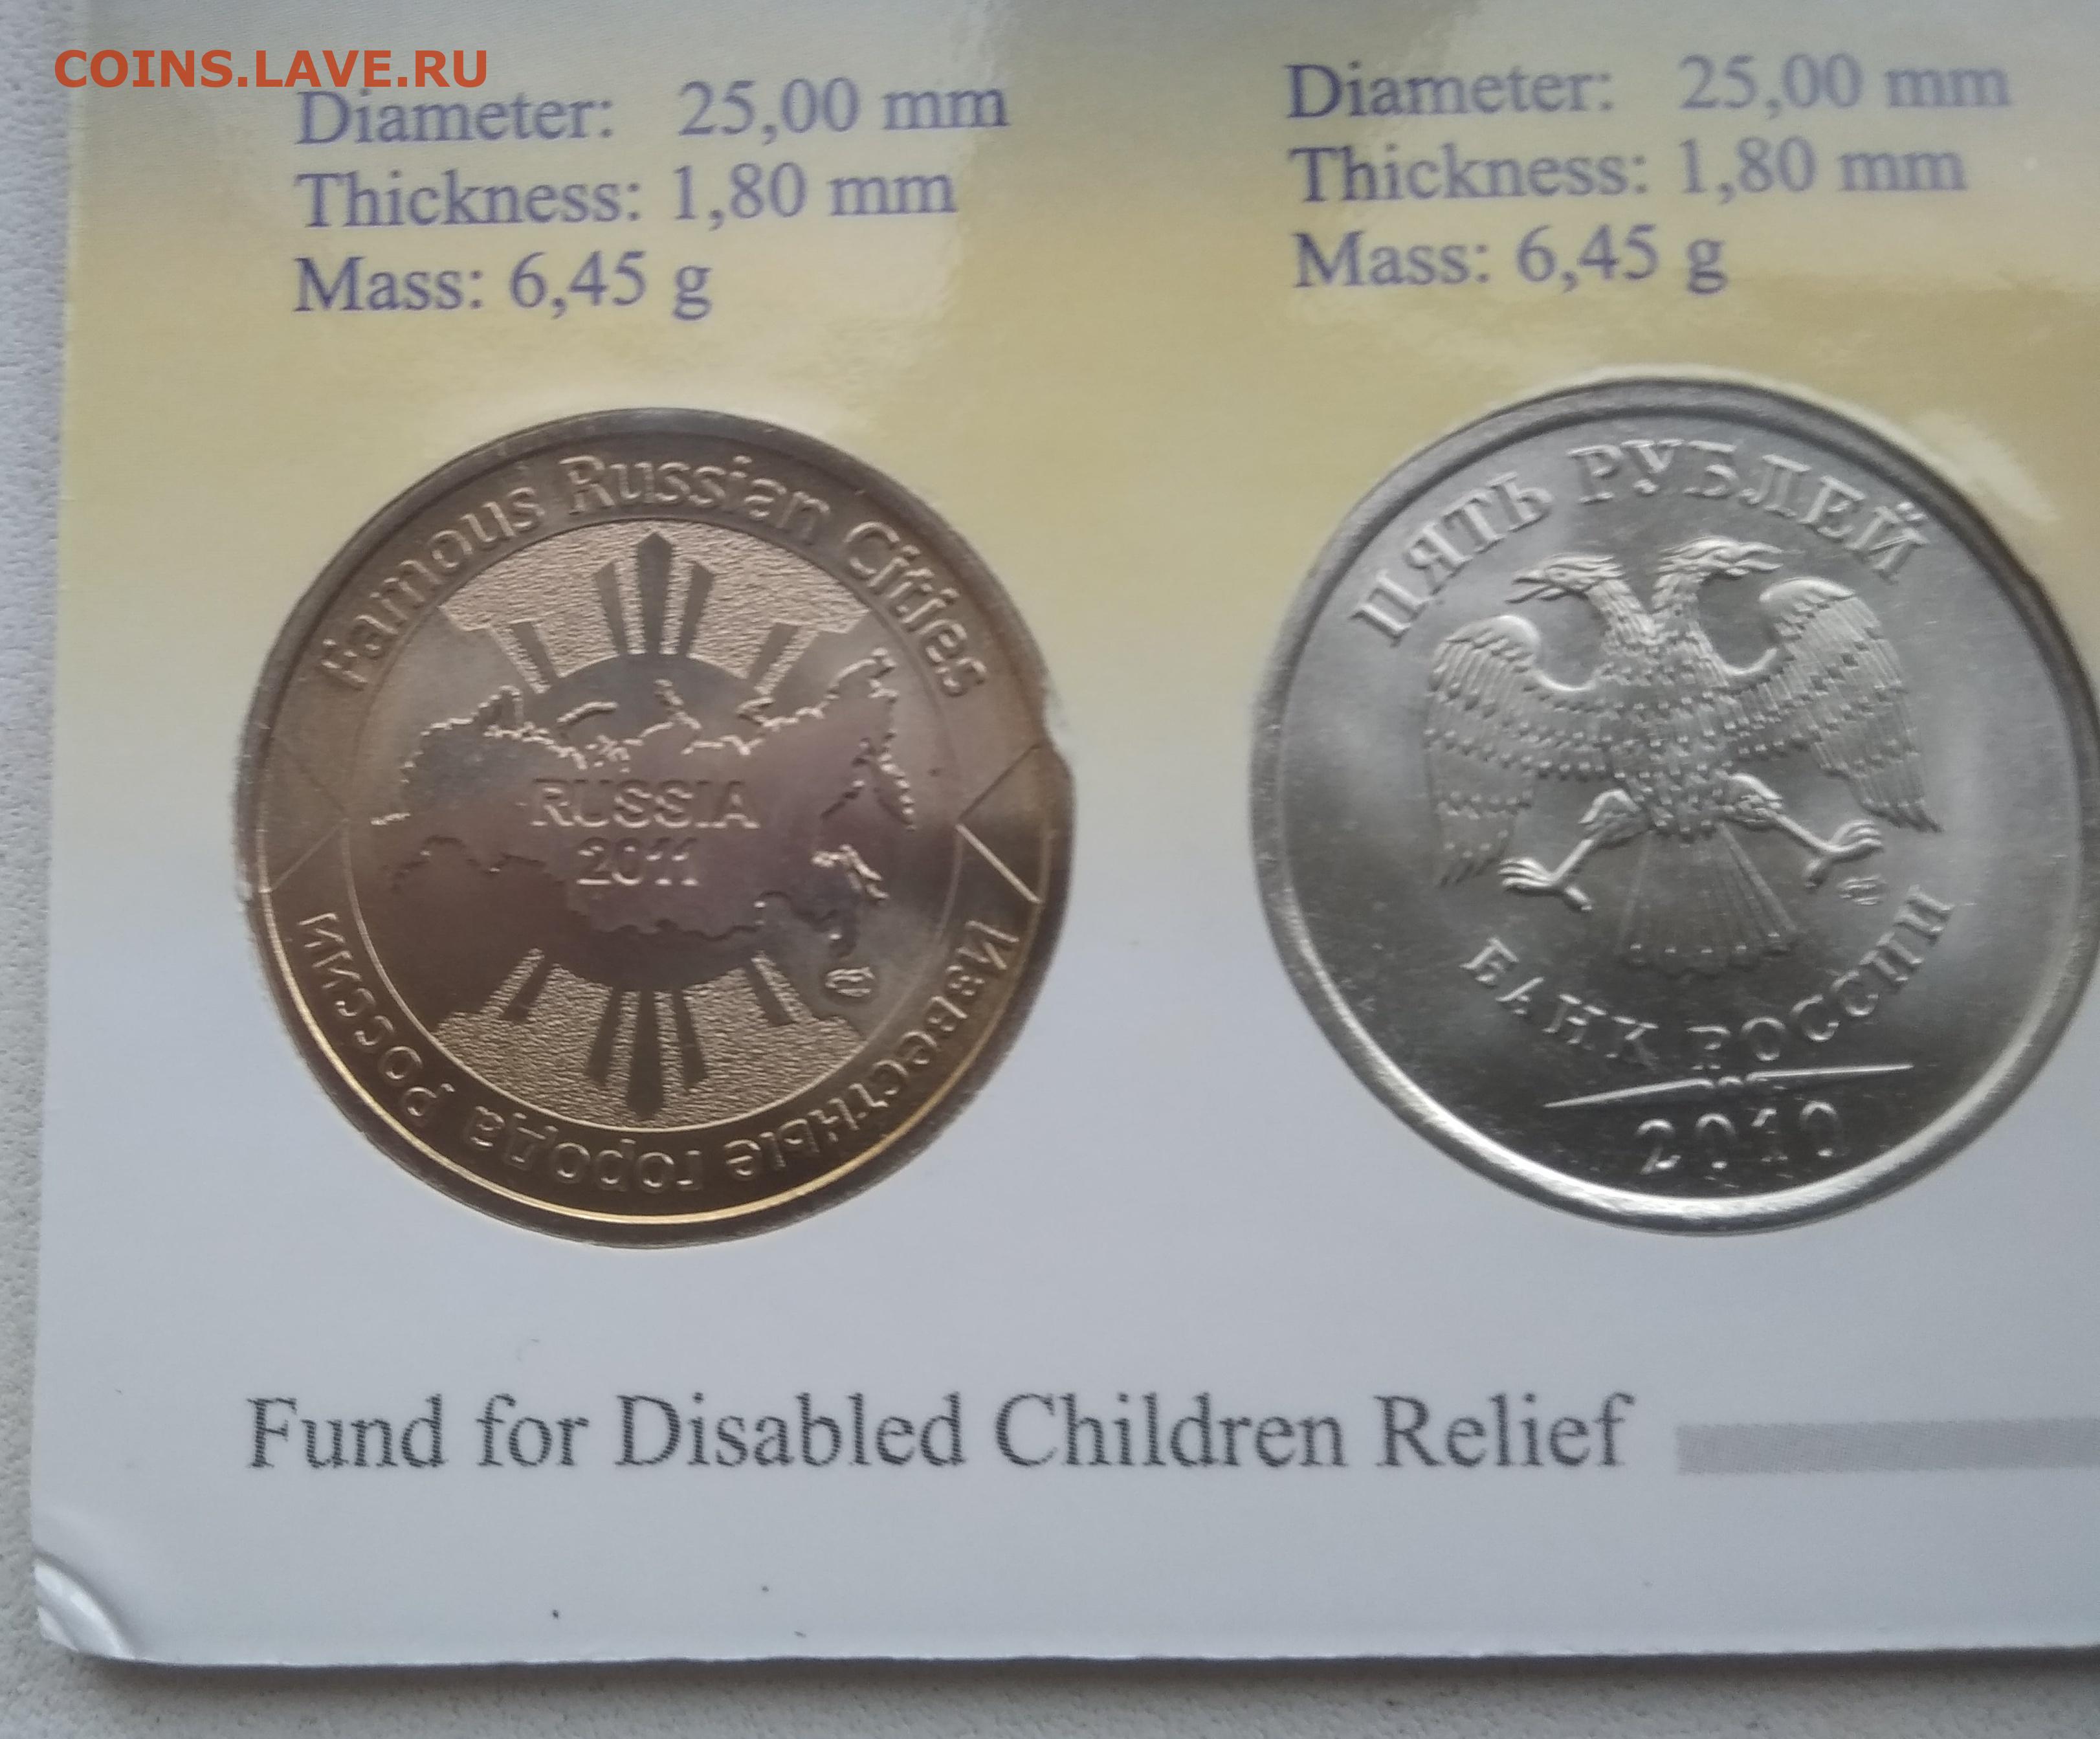 COINS.LAVE.RU
Diameter: 25,00 mm
Thickness: 1,80 mm
Mass: 6,45 g
Diameter: 25,00 mm
Thickness: 1,80 mm
Mass: 6,45 g
Famous Russian Cities
RUSSIA
2011
Известные города России
ПЯТЬ РУБЛЕЙ
БАНК РОССИИ
2010
Fund for Disabled Children Relief